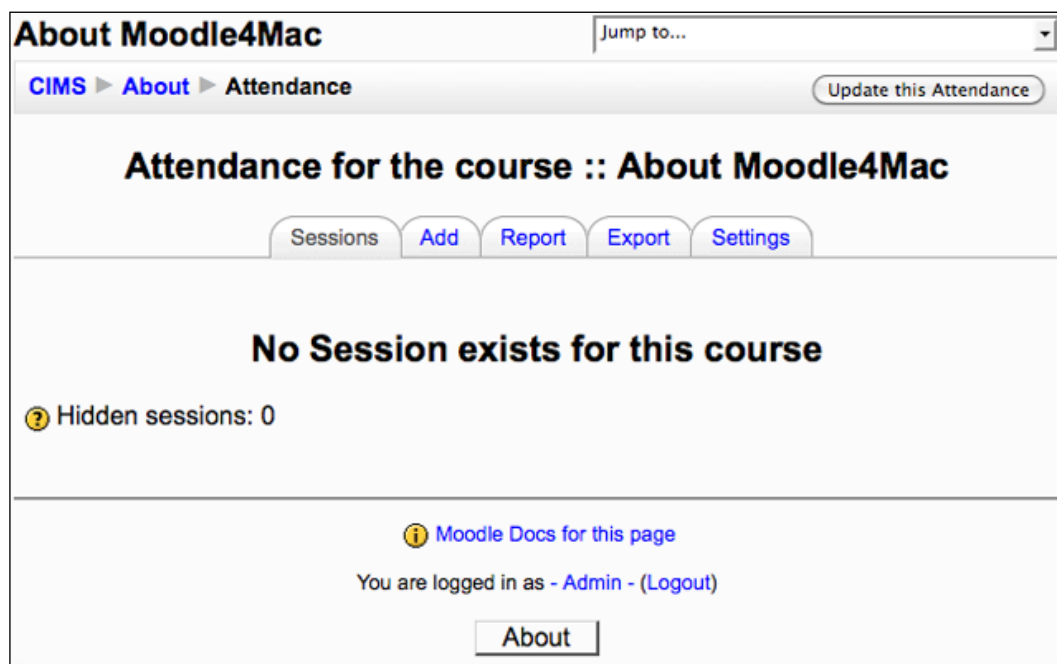 About Moodle4Mac Jump to...
CIMS ► About ► Attendance Update this Attendance
Attendance for the course :: About Moodle4Mac
Sessions Add Report Export Settings
No Session exists for this course
Hidden sessions: 0
Moodle Docs for this page
You are logged in as - Admin - (Logout)
About